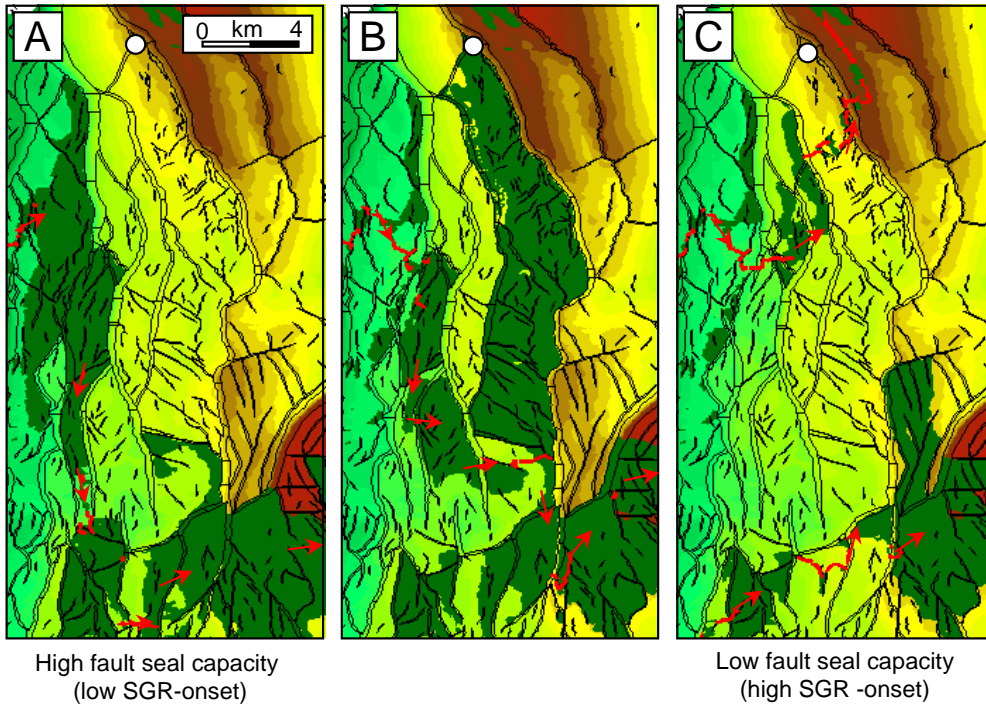 A
0 km 4
B
C
High fault seal capacity
(low SGR-onset)
Low fault seal capacity
(high SGR -onset)